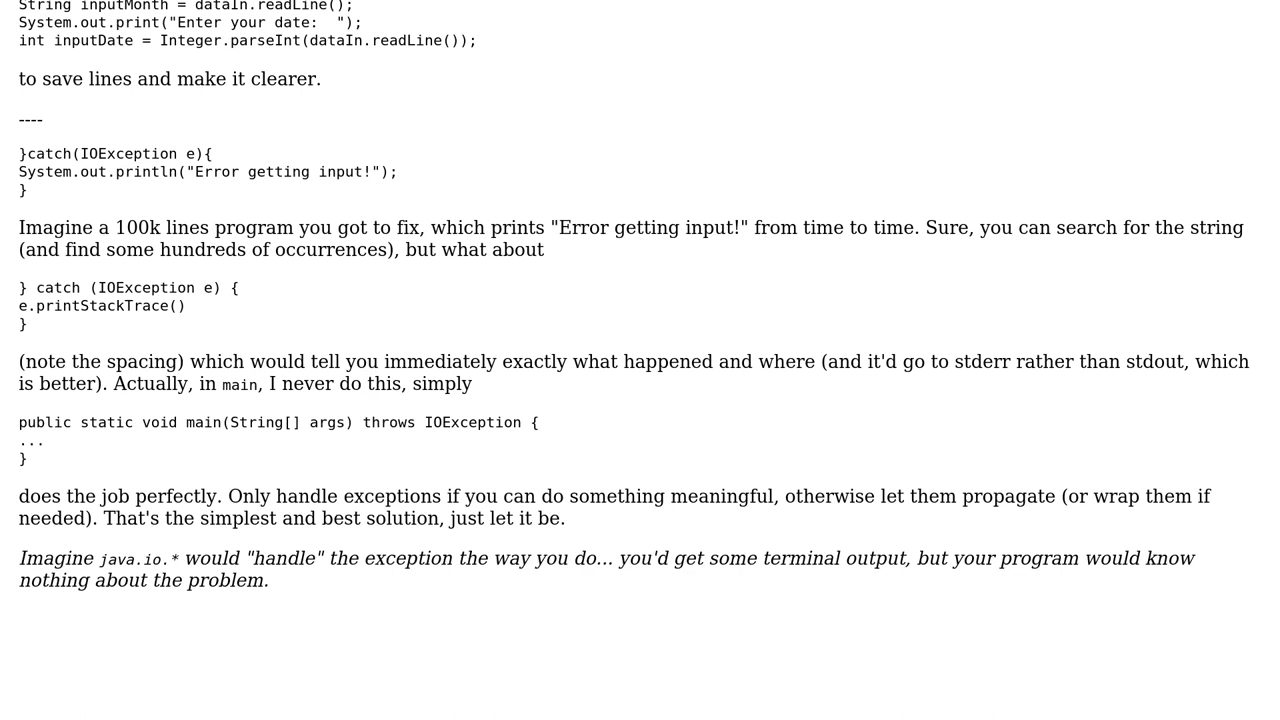 String inputMonth = dataIn.readLine();
System.out.print("Enter your date:  ");
int inputDate = Integer.parseInt(dataIn.readLine());
to save lines and make it clearer.
----
}catch(IOException e){
System.out.println("Error getting input!");
}
Imagine a 100k lines program you got to fix, which prints "Error getting input!" from time to time. Sure, you can search for the string
(and find some hundreds of occurrences), but what about
} catch (IOException e) {
e.printStackTrace()
}
(note the spacing) which would tell you immediately exactly what happened and where (and it'd go to stderr rather than stdout, which
is better). Actually, in main, I never do this, simply
public static void main(String[] args) throws IOException {
...
}
does the job perfectly. Only handle exceptions if you can do something meaningful, otherwise let them propagate (or wrap them if
needed). That's the simplest and best solution, just let it be.
Imagine java.io.* would "handle" the exception the way you do... you'd get some terminal output, but your program would know
nothing about the problem.